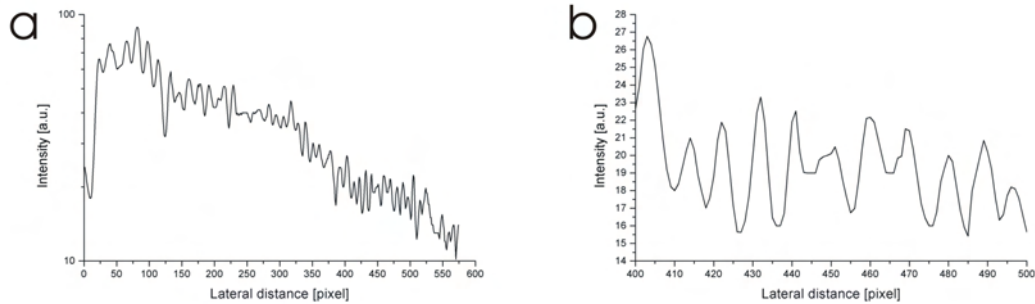 a
100
10
Intensity [a.u.]
0 50 100 150 200 250 300 350 400 450 500 550 600
Lateral distance [pixel]
b
28
27
26
25
24
23
22
21
20
19
18
17
16
15
14
Intensity [a.u.]
400 410 420 430 440 450 460 470 480 490 500
Lateral distance [pixel]